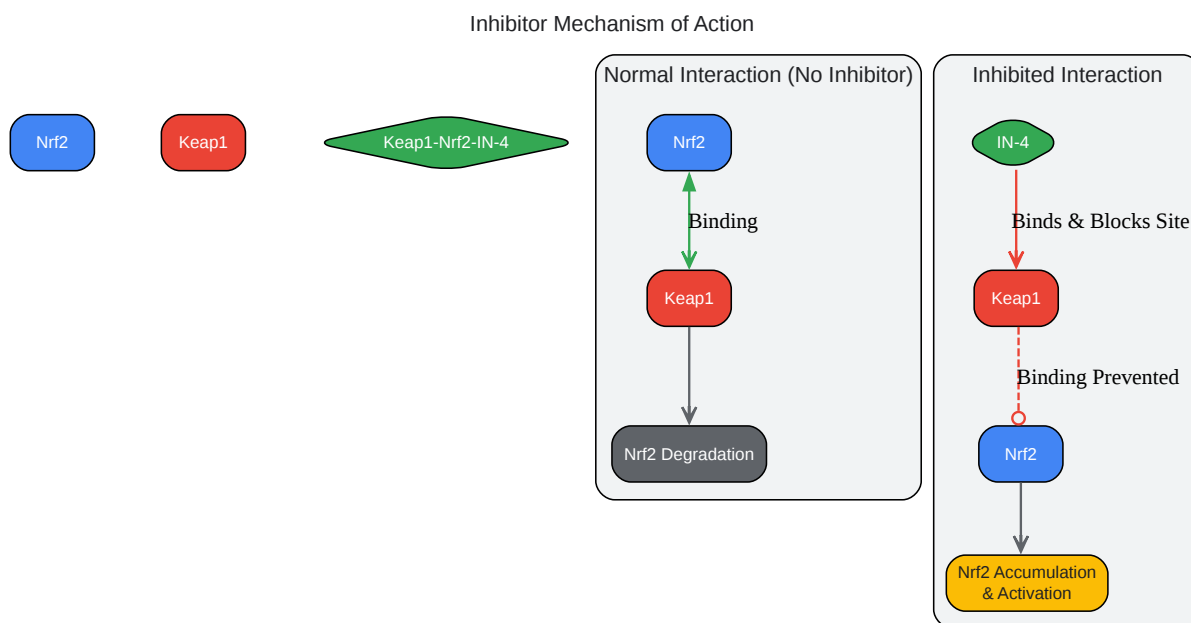 Inhibitor Mechanism of Action
Nrf2
Keap1
Keap1-Nrf2-IN-4
Normal Interaction (No Inhibitor)
Nrf2
Binding
Keap1
Nrf2 Degradation
Inhibited Interaction
IN-4
Binds & Blocks Site
Keap1
Binding Prevented
Nrf2
Nrf2 Accumulation
& Activation